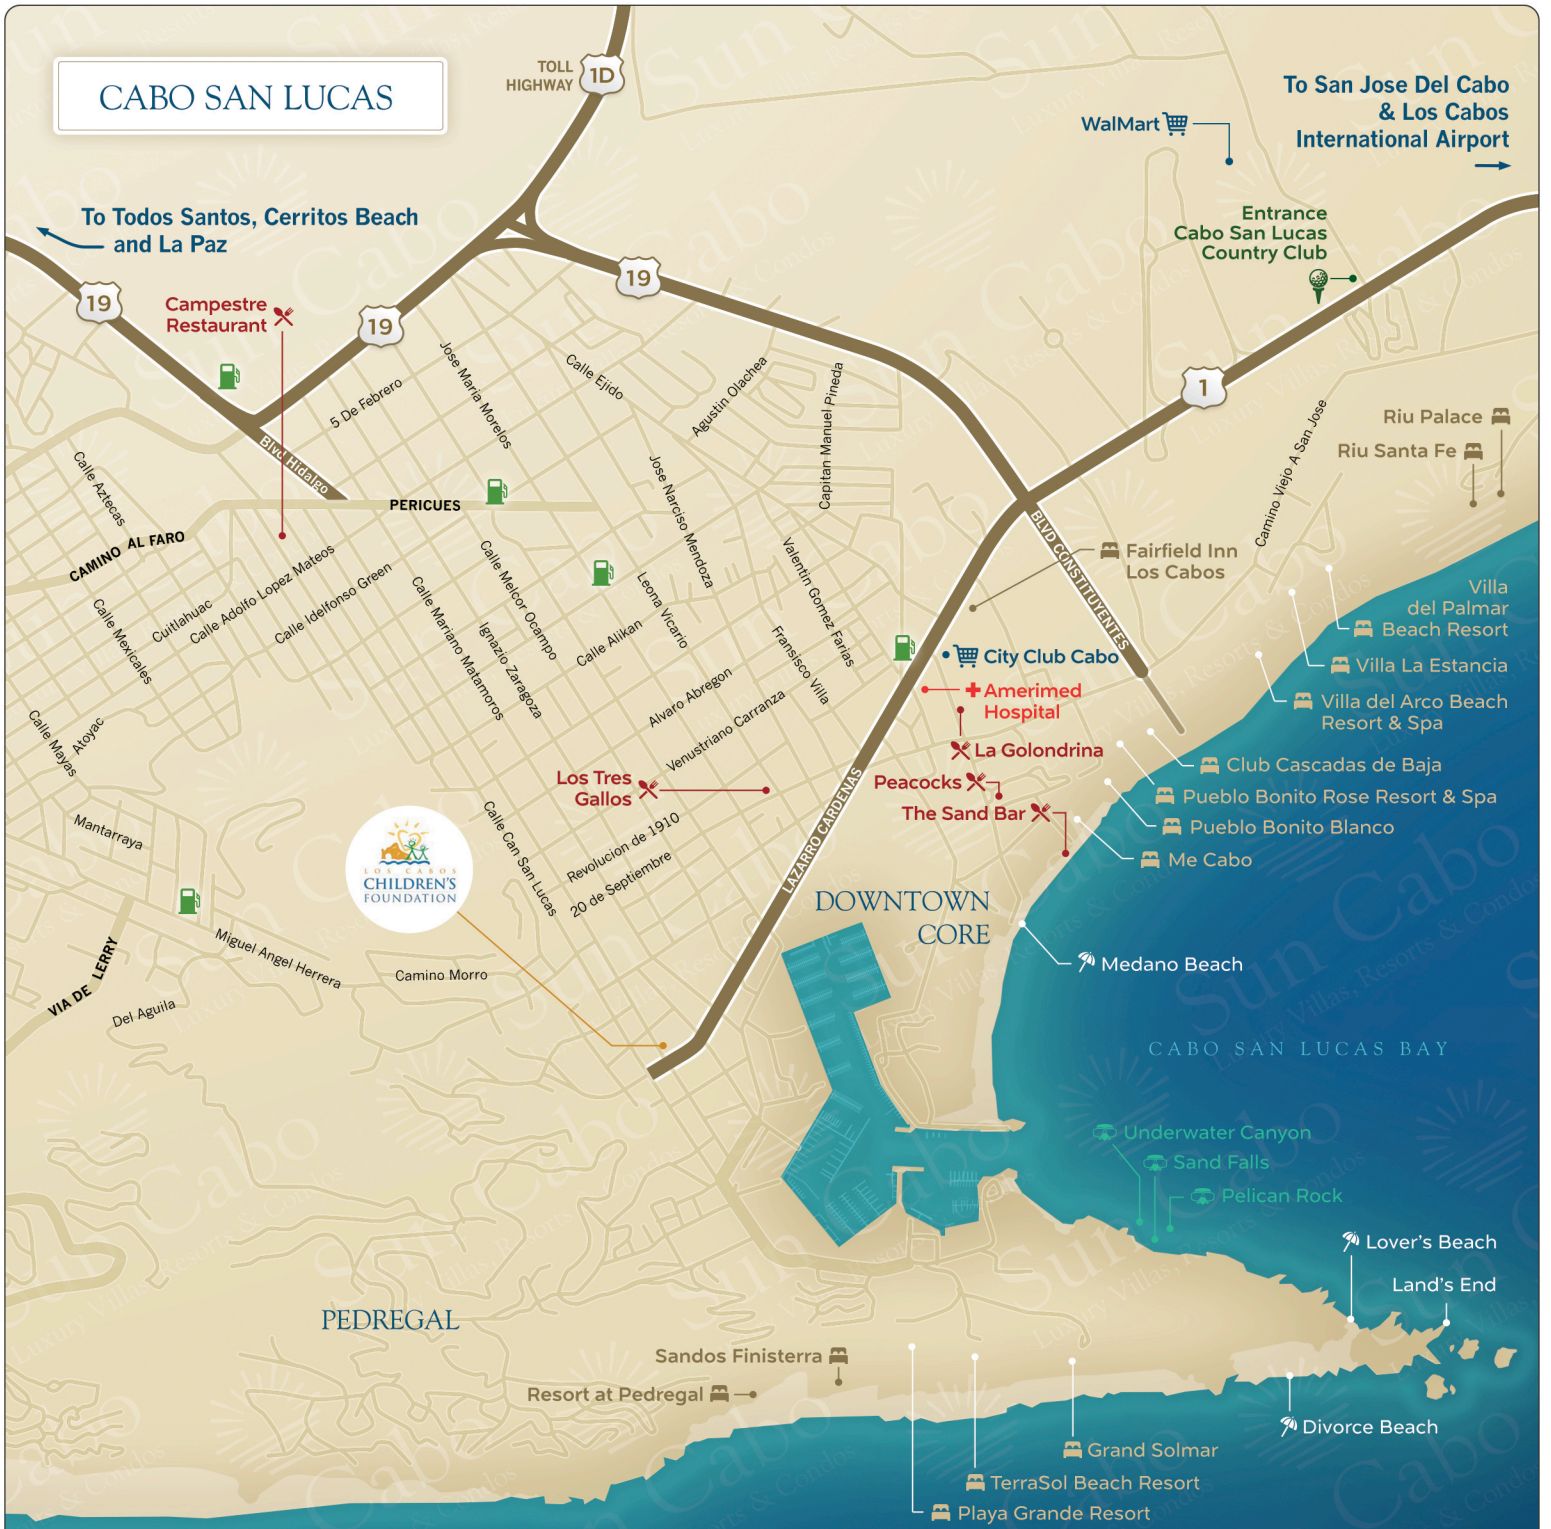 CABO SAN LUCAS
TOLL
HIGHWAY
1D
To San Jose Del Cabo
& Los Cabos
International Airport
WalMart
To Todos Santos, Cerritos Beach
and La Paz
Entrance
Cabo San Lucas
Country Club
19
19
19
1
Campestre
Restaurant
5 De Febrero
Jose Maria Morelos
Calle Ejido
Agustin Olachea
Capitan Manuel Pineda
Camino Viejo A San Jose
Riu Palace
Riu Santa Fe
Blvd Hidalgo
Calle Aztecas
PERICUES
CAMINO AL FARO
Jose Narciso Mendoza
BLVD CONSTITUYENTES
Fairfield Inn
Los Cabos
Calle Mexicales
Cuitlahuac
Calle Adolfo Lopez Mateos
Calle Ildefonso Green
Calle Mariano Matamoros
Calle Melcor Ocampo
Ignazio Zaragoza
Calle Alikan
Leona Vicario
Valentin Gomez Farias
Fransisco Villa
Alvaro Abregon
Venustriano Carranza
Villa
del Palmar
Beach Resort
Villa La Estancia
Villa del Arco Beach
Resort & Spa
City Club Cabo
Amerimed
Hospital
La Golondrina
Peacocks
The Sand Bar
Calle Mayas
Atoyac
Los Tres
Gallos
Club Cascadas de Baja
Pueblo Bonito Rose Resort & Spa
Pueblo Bonito Blanco
Me Cabo
Mantarraya
LOS CABOS
CHILDREN'S
FOUNDATION
Calle Can San Lucas
Revolucion de 1910
20 de Septiembre
LAZARRO CARDENAS
DOWNTOWN
CORE
Miguel Angel Herrera
Camino Morro
VIA DE LERRY
Del Aguila
Medano Beach
CABO SAN LUCAS BAY
Underwater Canyon
Sand Falls
Pelican Rock
Lover's Beach
Land's End
PEDREGAL
Sandos Finisterra
Resort at Pedregal
Divorce Beach
Grand Solmar
TerraSol Beach Resort
Playa Grande Resort
Sun Cabo
Luxury Villas, Resorts & Condos